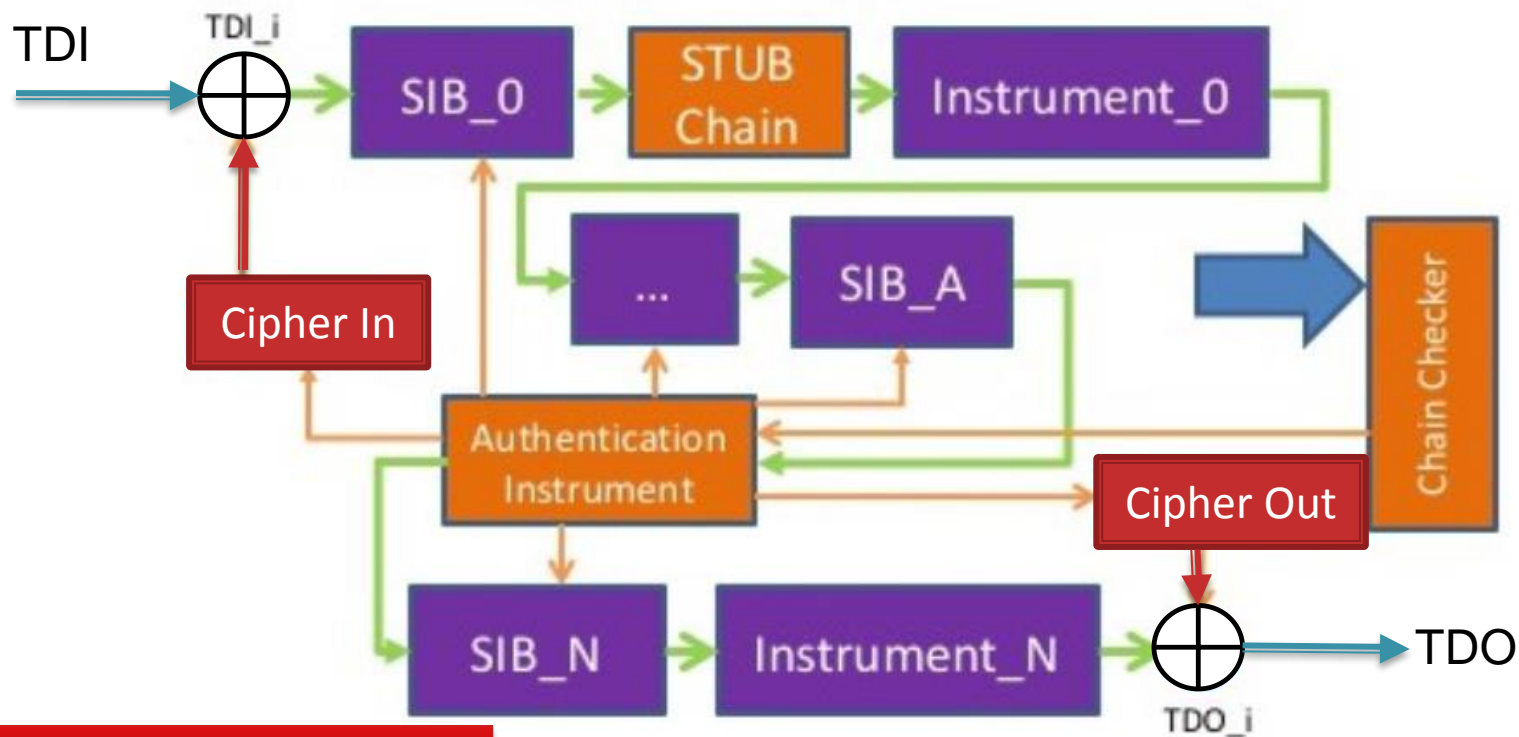 TDI
TDI_i
SIB_0
STUB
Chain
Instrument_0
...
SIB_A
Cipher In
Chain Checker
Authentication
Instrument
Cipher Out
SIB_N
Instrument_N
TDO
TDO_i